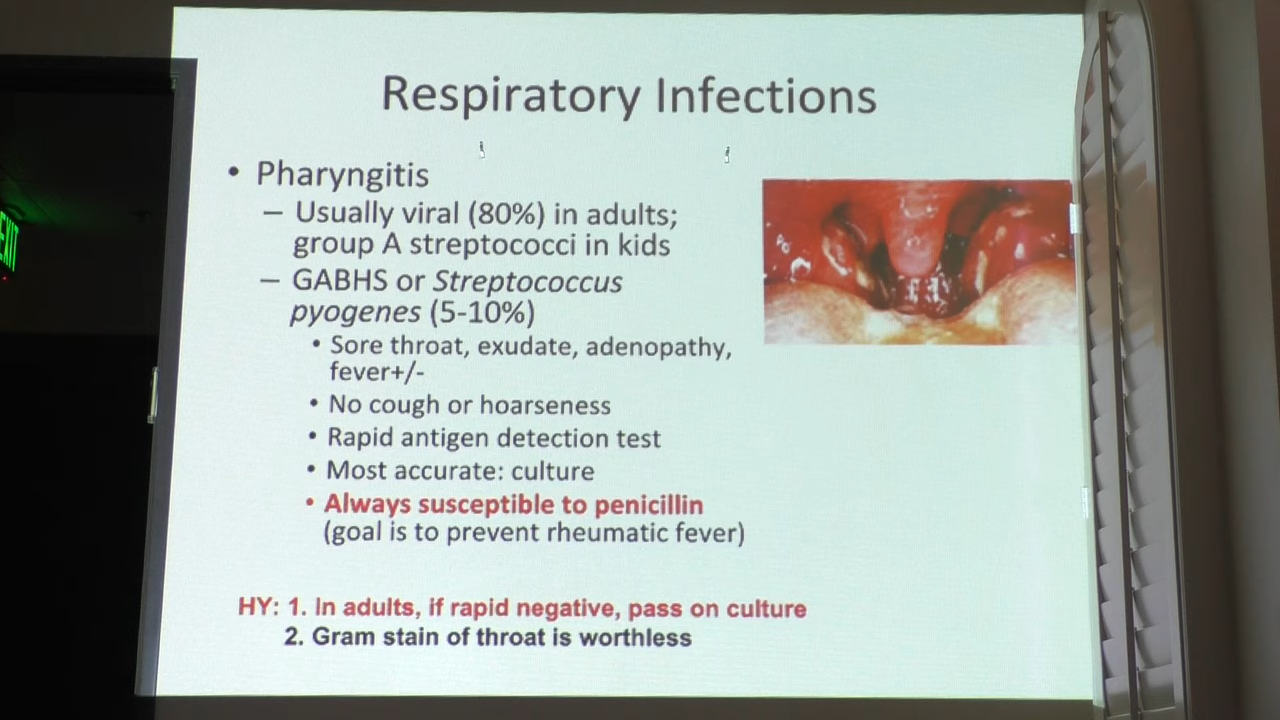 Respiratory Infections
• Pharyngitis
– Usually viral (80%) in adults;
group A streptococci in kids
– GABHS or Streptococcus
pyogenes (5-10%)
• Sore throat, exudate, adenopathy,
fever+/-
• No cough or hoarseness
• Rapid antigen detection test
• Most accurate: culture
• Always susceptible to penicillin
(goal is to prevent rheumatic fever)
HY: 1. In adults, if rapid negative, pass on culture
2. Gram stain of throat is worthless
EXIT